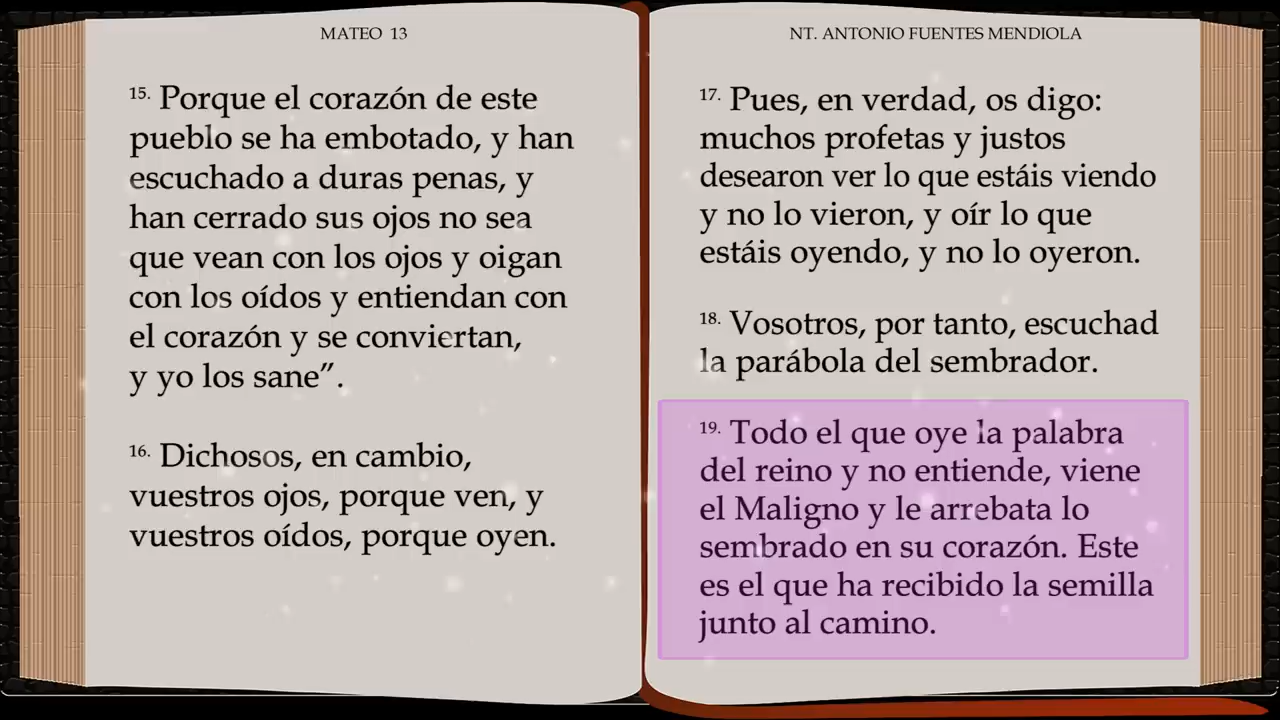 MATEO 13
15. Porque el corazón de este
pueblo se ha embotado, y han
escuchado a duras penas, y
han cerrado sus ojos no sea
que vean con los ojos y oigan
con los oídos y entiendan con
el corazón y se conviertan,
y yo los sane”.
16. Dichosos, en cambio,
vuestros ojos, porque ven, y
vuestros oídos, porque oyen.
NT. ANTONIO FUENTES MENDIOLA
17. Pues, en verdad, os digo:
muchos profetas y justos
desearon ver lo que estáis viendo
y no lo vieron, y oír lo que
estáis oyendo, y no lo oyeron.
18. Vosotros, por tanto, escuchad
la parábola del sembrador.
19. Todo el que oye la palabra
del reino y no entiende, viene
el Maligno y le arrebata lo
sembrado en su corazón. Este
es el que ha recibido la semilla
junto al camino.